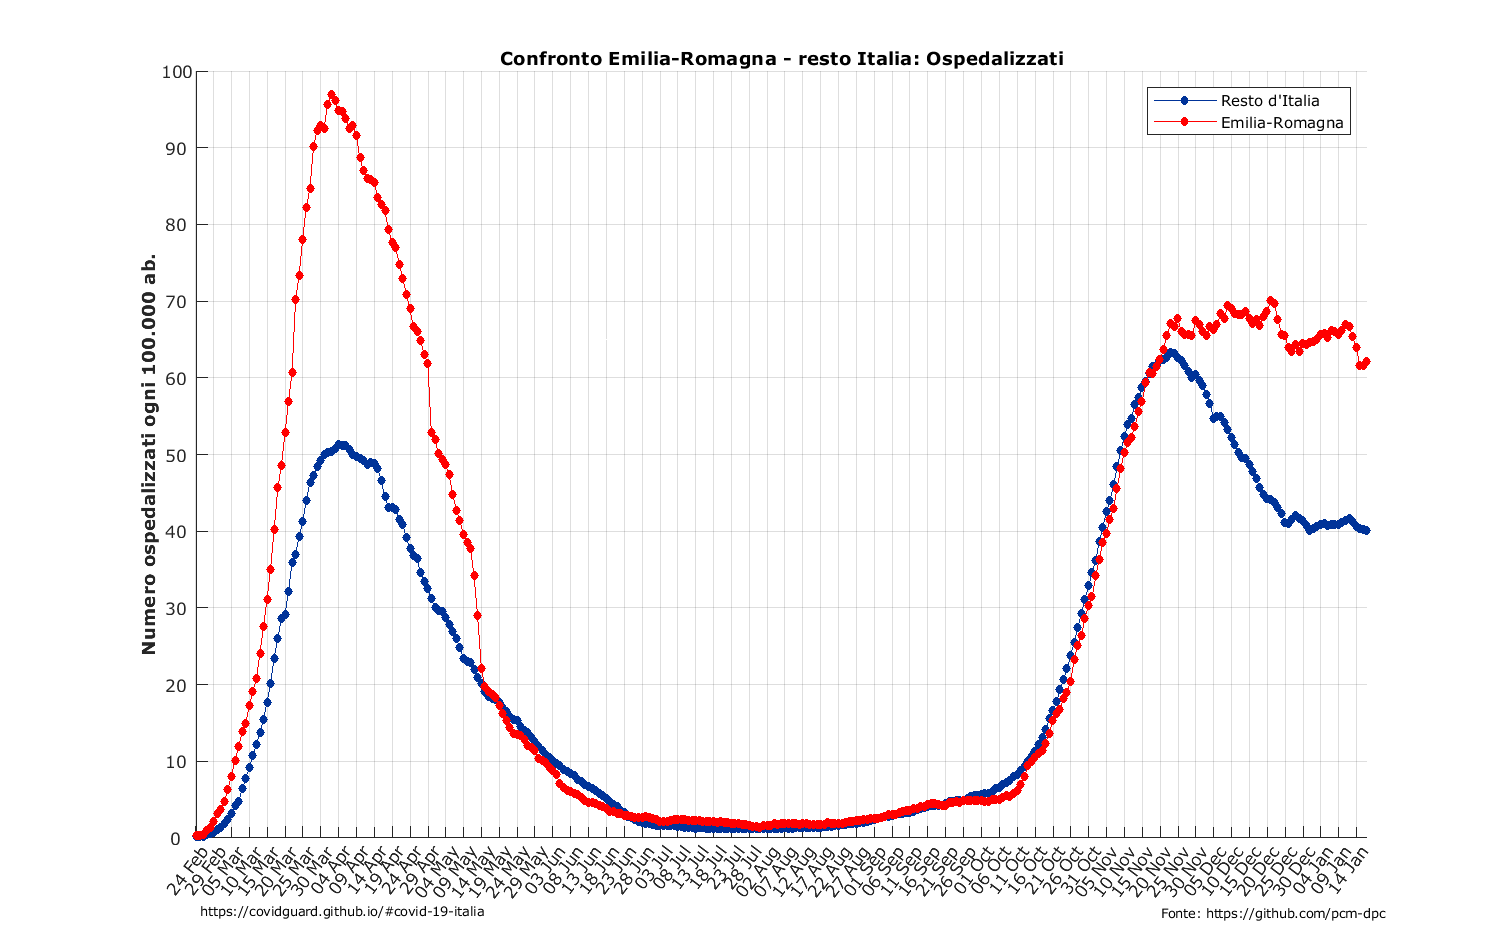 Confronto Emilia-Romagna - resto Italia: Ospedalizzati
Resto d'Italia
Emilia-Romagna
Numero ospedalizzati ogni 100.000 ab.
100
90
80
70
60
50
40
30
20
10
0
24 Feb
29 Feb
05 Mar
10 Mar
15 Mar
20 Mar
25 Mar
30 Mar
04 Apr
09 Apr
14 Apr
19 Apr
24 Apr
29 Apr
04 May
09 May
14 May
19 May
24 May
29 May
03 Jun
08 Jun
13 Jun
18 Jun
23 Jun
28 Jun
03 Jul
08 Jul
13 Jul
18 Jul
23 Jul
28 Jul
02 Aug
07 Aug
12 Aug
17 Aug
22 Aug
27 Aug
01 Sep
06 Sep
11 Sep
16 Sep
21 Sep
26 Sep
01 Oct
06 Oct
11 Oct
16 Oct
21 Oct
26 Oct
31 Oct
05 Nov
10 Nov
15 Nov
20 Nov
25 Nov
30 Nov
05 Dec
10 Dec
15 Dec
20 Dec
25 Dec
30 Dec
04 Jan
09 Jan
14 Jan
https://covidguard.github.io/#covid-19-italia
Fonte: https://github.com/pcm-dpc